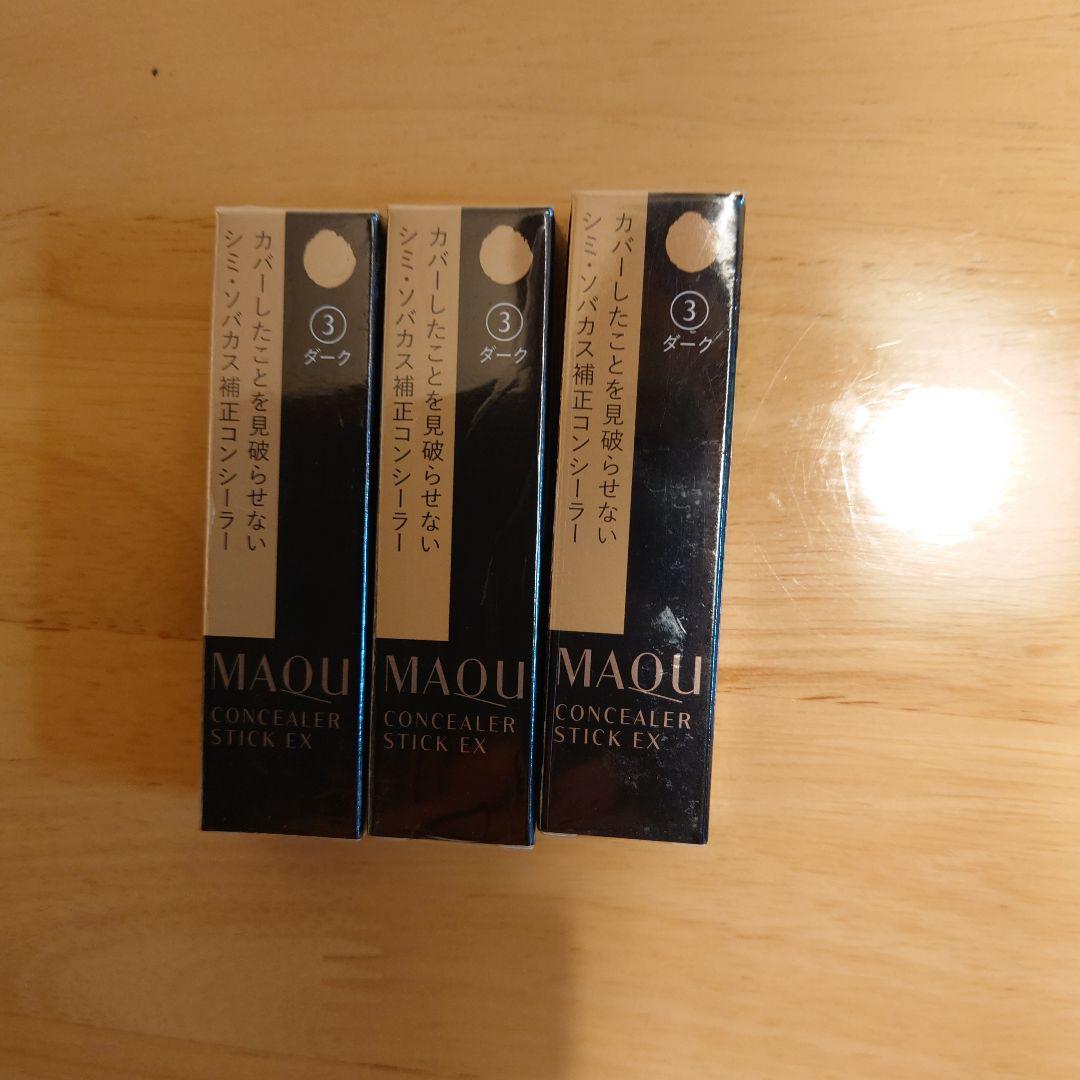 カバーしたことを見破らせない
シミ・ソバカス補正コンシーラー
③
ダーク
MAQU
CONCEALER
STICK EX
カバーしたことを見破らせない
シミ・ソバカス補正コンシーラー
③
ダーク
MAQU
CONCEALER
STICK EX
カバーしたことを見破らせない
シミ・ソバカス補正コンシーラー
③
ダーク
MAQU
CONCEALER
STICK EX